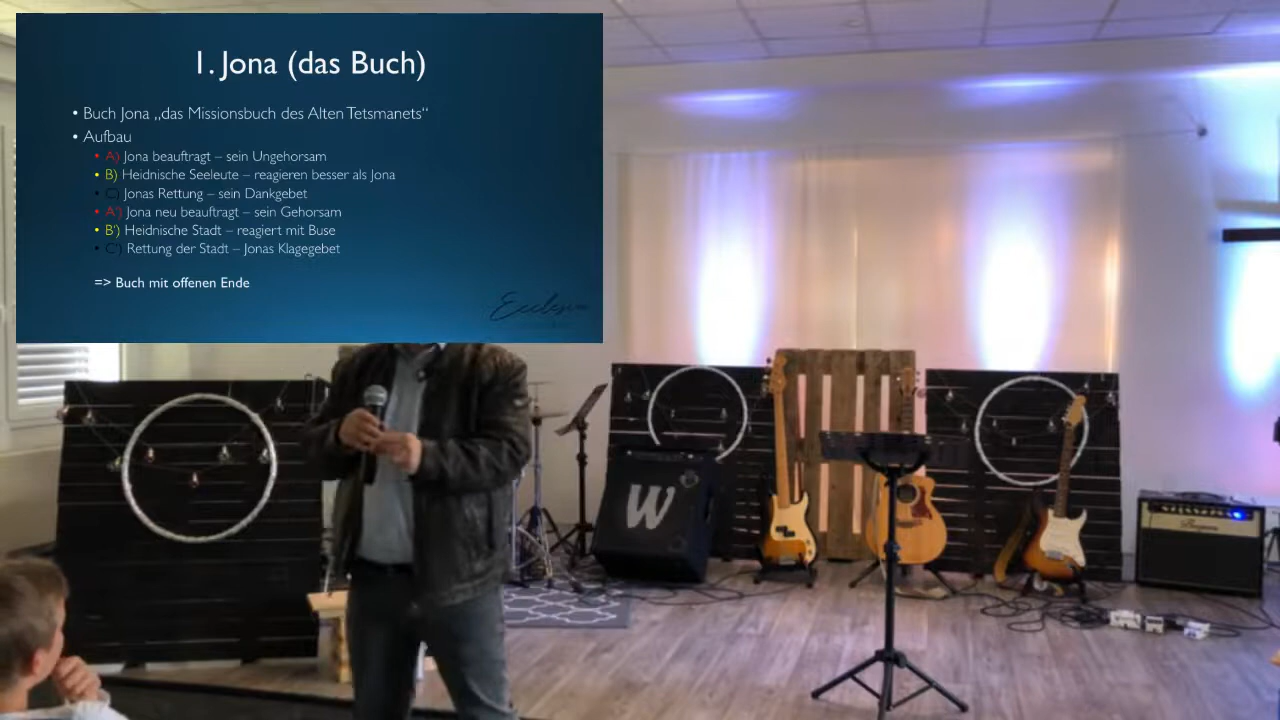 1. Jona (das Buch)
• Buch Jona „das Missionsbuch des Alten Tetsmanets“
• Aufbau
• A) Jona beauftragt – sein Ungehorsam
• B) Heidnische Seeleute – reagieren besser als Jona
• C) Jonas Rettung – sein Dankgebet
• A‘) Jona neu beauftragt – sein Gehorsam
• B‘) Heidnische Stadt – reagiert mit Buse
• C‘) Rettung der Stadt – Jonas Klagegebet
=> Buch mit offenen Ende
W